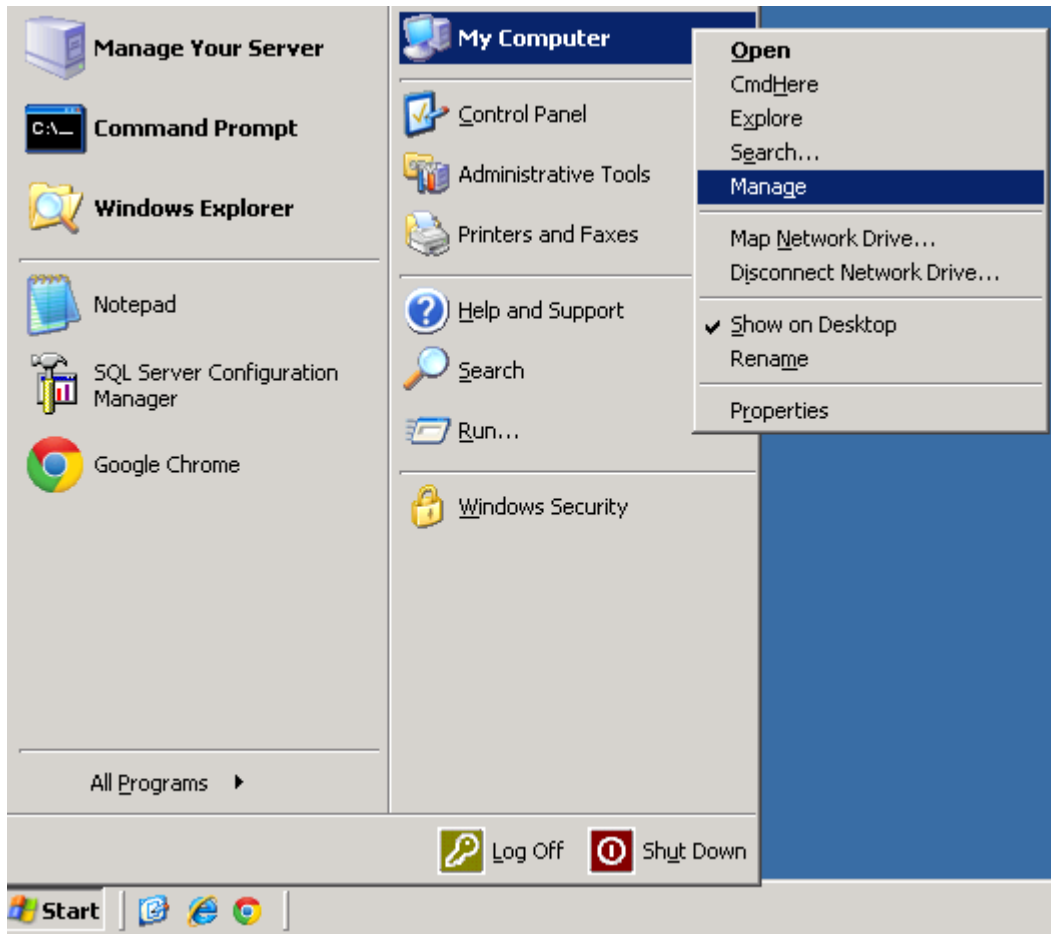 Manage Your Server
C:\_
Command Prompt
Windows Explorer
Notepad
SQL Server Configuration
Manager
Google Chrome
All Programs
My Computer
Control Panel
Administrative Tools
Printers and Faxes
Help and Support
Search
Run...
Windows Security
Open
CmdHere
Explore
Search...
Manage
Map Network Drive...
Disconnect Network Drive...
Show on Desktop
Rename
Properties
Log Off
Shut Down
Start